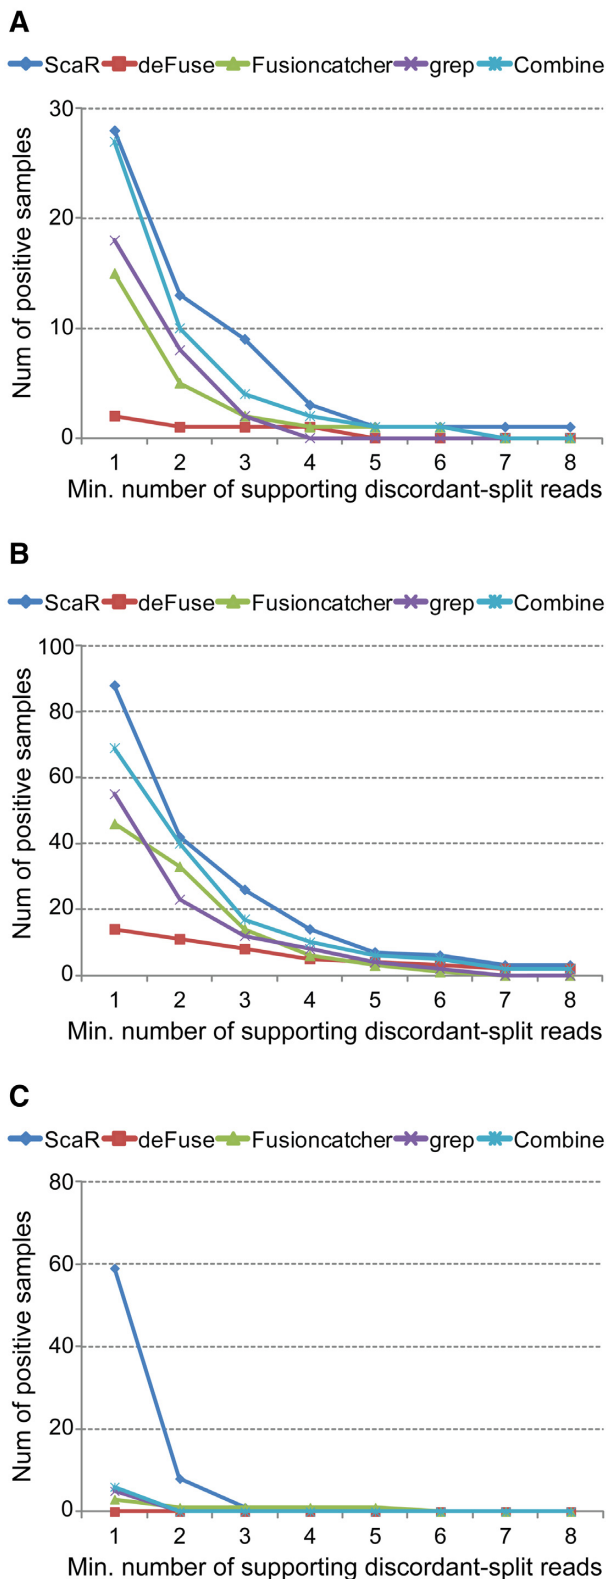 A
ScaR deFuse Fusioncatcher grep Combine
30
20
10
0
Num of positive samples
1 2 3 4 5 6 7 8
Min. number of supporting discordant-split reads
B
ScaR deFuse Fusioncatcher grep Combine
100
80
60
40
20
0
Num of positive samples
1 2 3 4 5 6 7 8
Min. number of supporting discordant-split reads
C
ScaR deFuse Fusioncatcher grep Combine
80
60
40
20
0
Num of positive samples
1 2 3 4 5 6 7 8
Min. number of supporting discordant-split reads